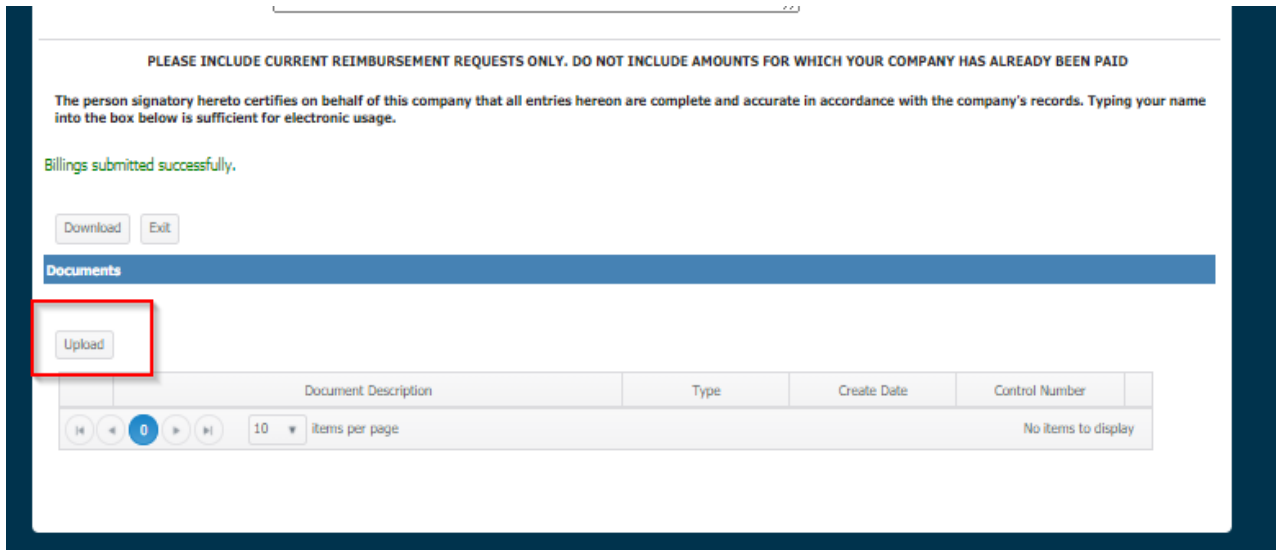 PLEASE INCLUDE CURRENT REIMBURSEMENT REQUESTS ONLY. DO NOT INCLUDE AMOUNTS FOR WHICH YOUR COMPANY HAS ALREADY BEEN PAID
The person signatory hereto certifies on behalf of this company that all entries hereon are complete and accurate in accordance with the company's records. Typing your name
into the box below is sufficient for electronic usage.
Billings submitted successfully.
Download Exit
Documents
Upload
Document Description Type Create Date Control Number
0 10 items per page No items to display